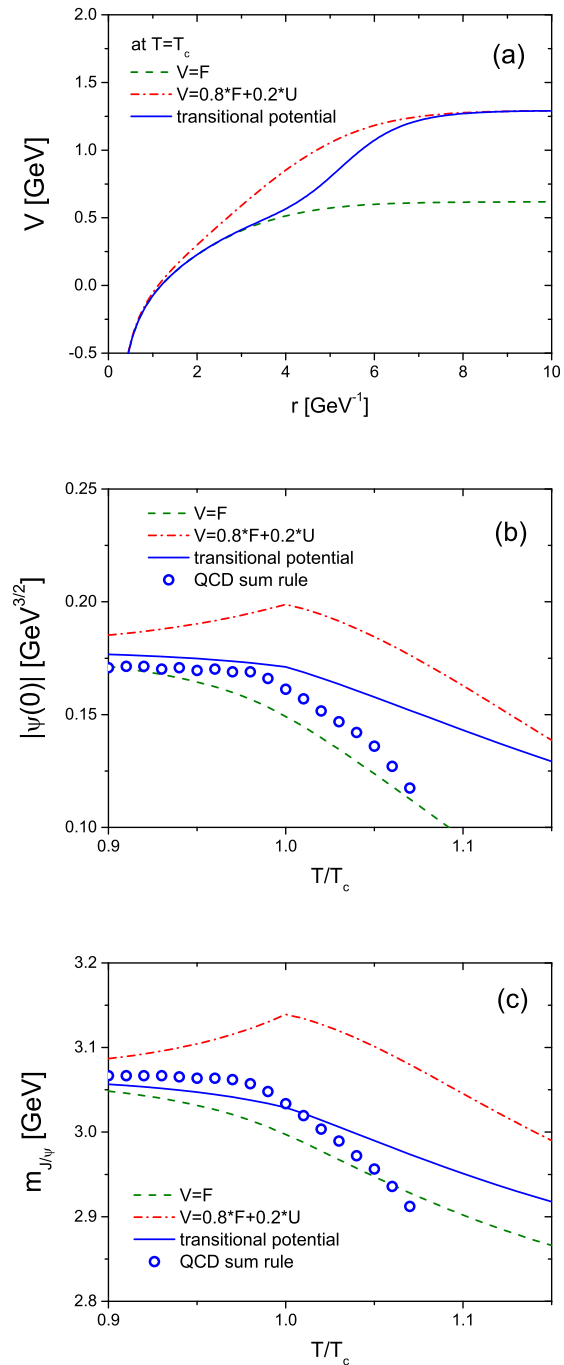 (a)
at T=T_c
V=F
V=0.8*F+0.2*U
transitional potential
V [GeV]
2.0
1.5
1.0
0.5
0.0
-0.5
0 2 4 6 8 10
r [GeV^-1]
(b)
V=F
V=0.8*F+0.2*U
transitional potential
QCD sum rule
|ψ(0)| [GeV^3/2]
0.25
0.20
0.15
0.10
0.9 1.0 1.1
T/T_c
(c)
m_J/ψ [GeV]
3.2
3.1
3.0
2.9
2.8
V=F
V=0.8*F+0.2*U
transitional potential
QCD sum rule
0.9 1.0 1.1
T/T_c